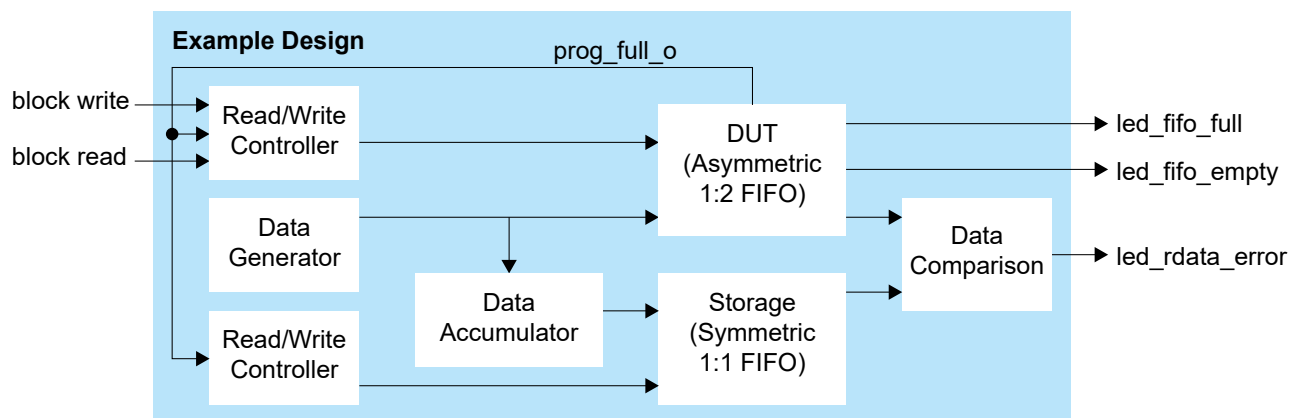 Example Design
prog_full_o
block write
block read
Read/Write
Controller
DUT
(Asymmetric
1:2 FIFO)
led_fifo_full
led_fifo_empty
Data
Generator
Data
Comparison
led_rdata_error
Data
Accumulator
Storage
(Symmetric
1:1 FIFO)
Read/Write
Controller